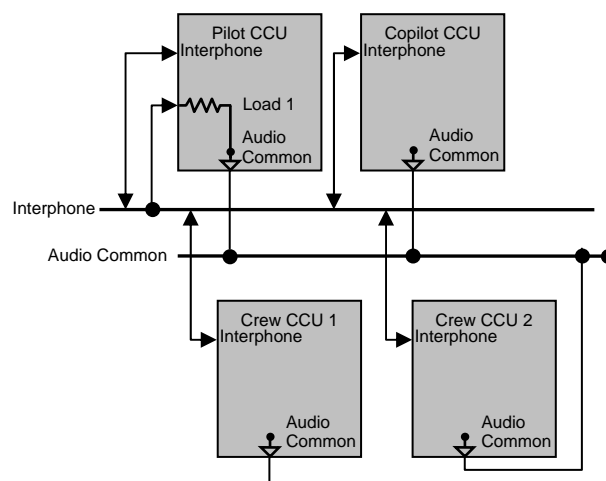 Pilot CCU
Interphone
Load 1
Audio
Common
Copilot CCU
Interphone
Audio
Common
Interphone
Audio Common
Crew CCU 1
Interphone
Audio
Common
Crew CCU 2
Interphone
Audio
Common